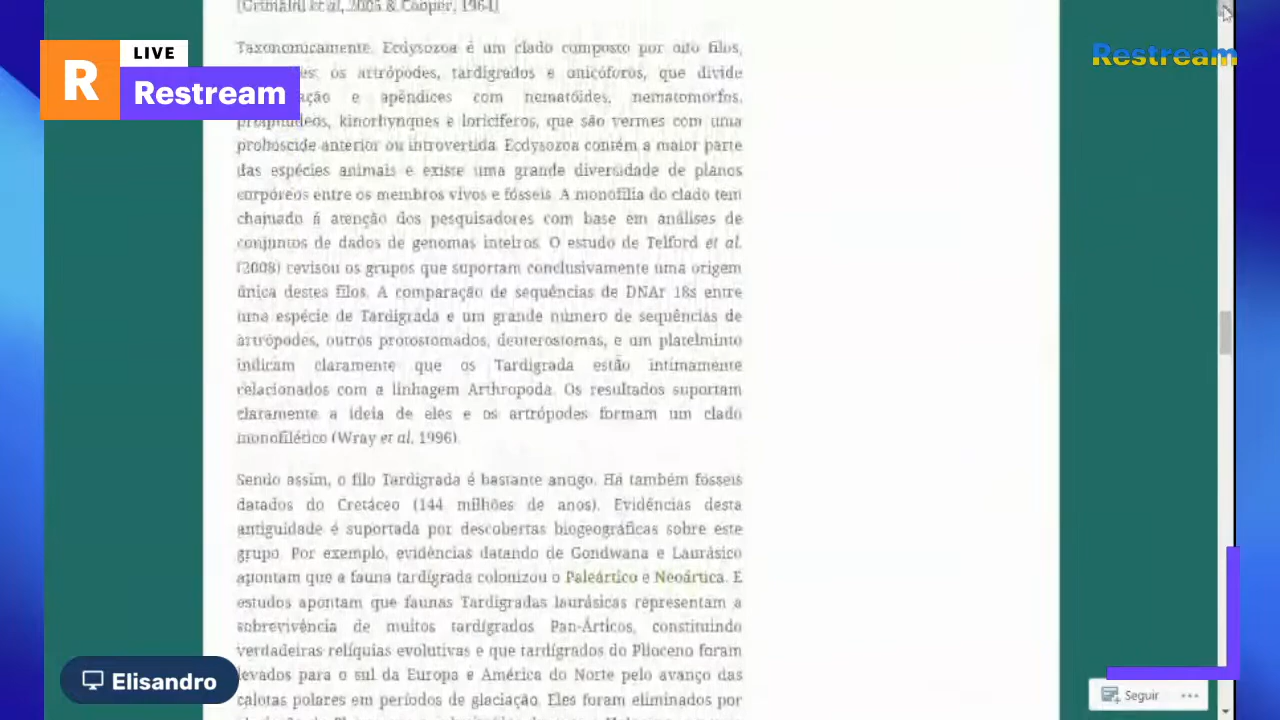 [Grimaldi et al, 2005 & Cooper, 1964]
LIVE
R
Restream
Restream
Taxonomicamente, Ecdysozoa é um clado composto por oito filos,
os artrópodes, tardígrados e onicóforos, que divide
e apêndices com nematóides, nematomorfos,
kinorhynques e loricíferos, que são vermes com uma
probóscide anterior ou introvertida. Ecdysozoa contém a maior parte
das espécies animais e existe uma grande diversidade de planos
corpóreos entre os membros vivos e fósseis. A monofilia do clado tem
chamado á atenção dos pesquisadores com base em análises de
conjuntos de dados de genomas inteiros. O estudo de Telford et al.
(2008) revisou os grupos que suportam conclusivamente uma origem
única destes filos. A comparação de sequências de DNAr 18s entre
uma espécie de Tardigrada e um grande número de sequências de
artrópodes, outros protostomados, deuterostomas, e um platelminto
indicam claramente que os Tardigrada estão intimamente
relacionados com a linhagem Arthropoda. Os resultados suportam
claramente a ideia de eles e os artrópodes formam um clado
monofilético (Wray et al, 1996).
Sendo assim, o filo Tardigrada é bastante antigo. Há também fósseis
datados do Cretáceo (144 milhões de anos). Evidências desta
antiguidade é suportada por descobertas biogeográficas sobre este
grupo. Por exemplo, evidências datando de Gondwana e Laurásico
apontam que a fauna tardígrada colonizou o Paleártico e Neoártica. E
estudos apontam que faunas Tardigradas laurásicas representam a
sobrevivência de muitos tardígrados Pan-Árticos, constituindo
verdadeiras relíquias evolutivas e que tardígrados do Plioceno foram
levados para o sul da Europa e América do Norte pelo avanço das
calotas polares em períodos de glaciação. Eles foram eliminados por
Elisandro
Seguir